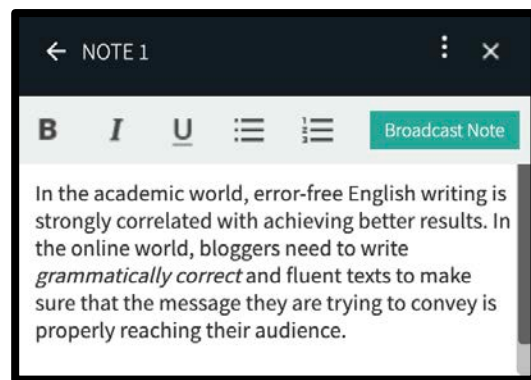 NOTE 1
B I U Broadcast Note
In the academic world, error-free English writing is
strongly correlated with achieving better results. In
the online world, bloggers need to write
grammatically correct and fluent texts to make
sure that the message they are trying to convey is
properly reaching their audience.